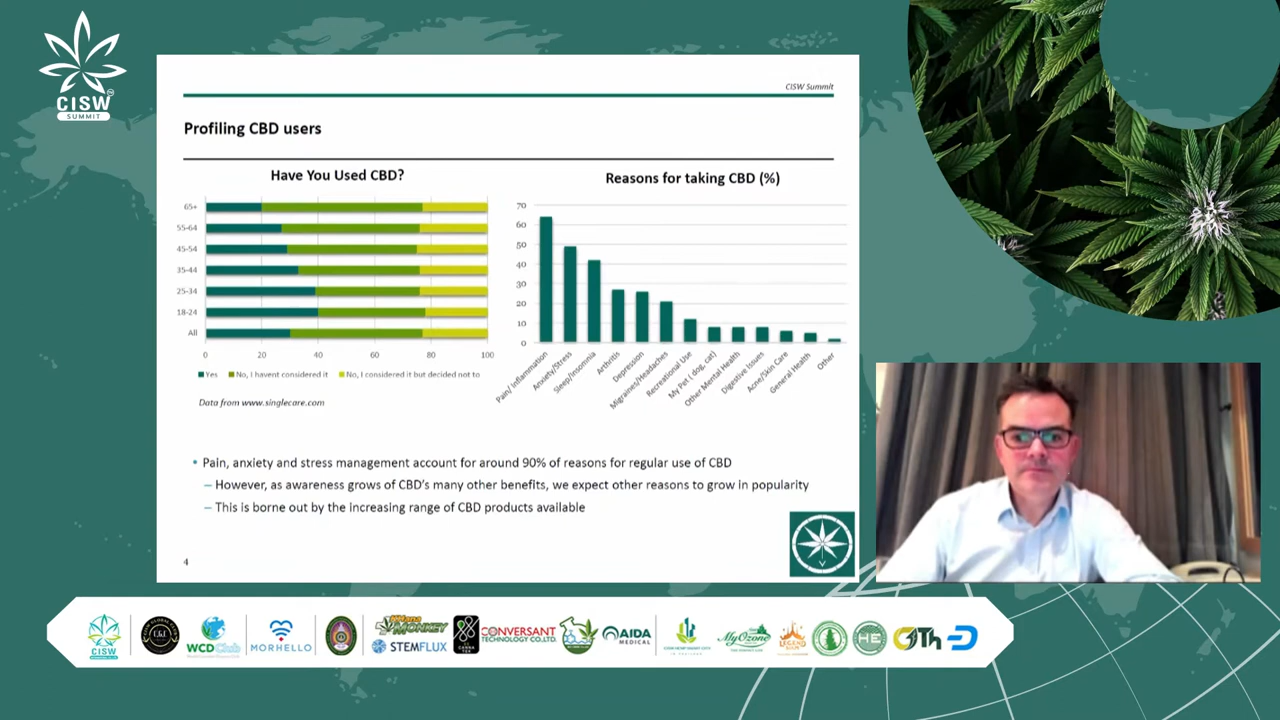 CISW
SUMMIT
CISW Summit
Profiling CBD users
Have You Used CBD?
65+
55-64
45-54
35-44
25-34
18-24
All
0 20 40 60 80 100
Yes No, I havent considered it No, I considered it but decided not to
Data from www.singlecare.com
Reasons for taking CBD (%)
70
60
50
40
30
20
10
0
Pain/ Inflammation
Anxiety/Stress
Sleep/Insomnia
Arthritis
Depression
Migraines/Headaches
Recreational Use
My Pet ( dog, cat)
Other Mental Health
Digestive Issues
Acne/Skin Care
General Health
Other
• Pain, anxiety and stress management account for around 90% of reasons for regular use of CBD
– However, as awareness grows of CBD's many other benefits, we expect other reasons to grow in popularity
– This is borne out by the increasing range of CBD products available
4
CISW
WCD Club
MORHELLO
MONKEY
STEMFLUX
CONVERSANT
TECHNOLOGY CO.,LTD.
AIDA
MEDICAL
MyOzone
LEGEND
HE
GTh